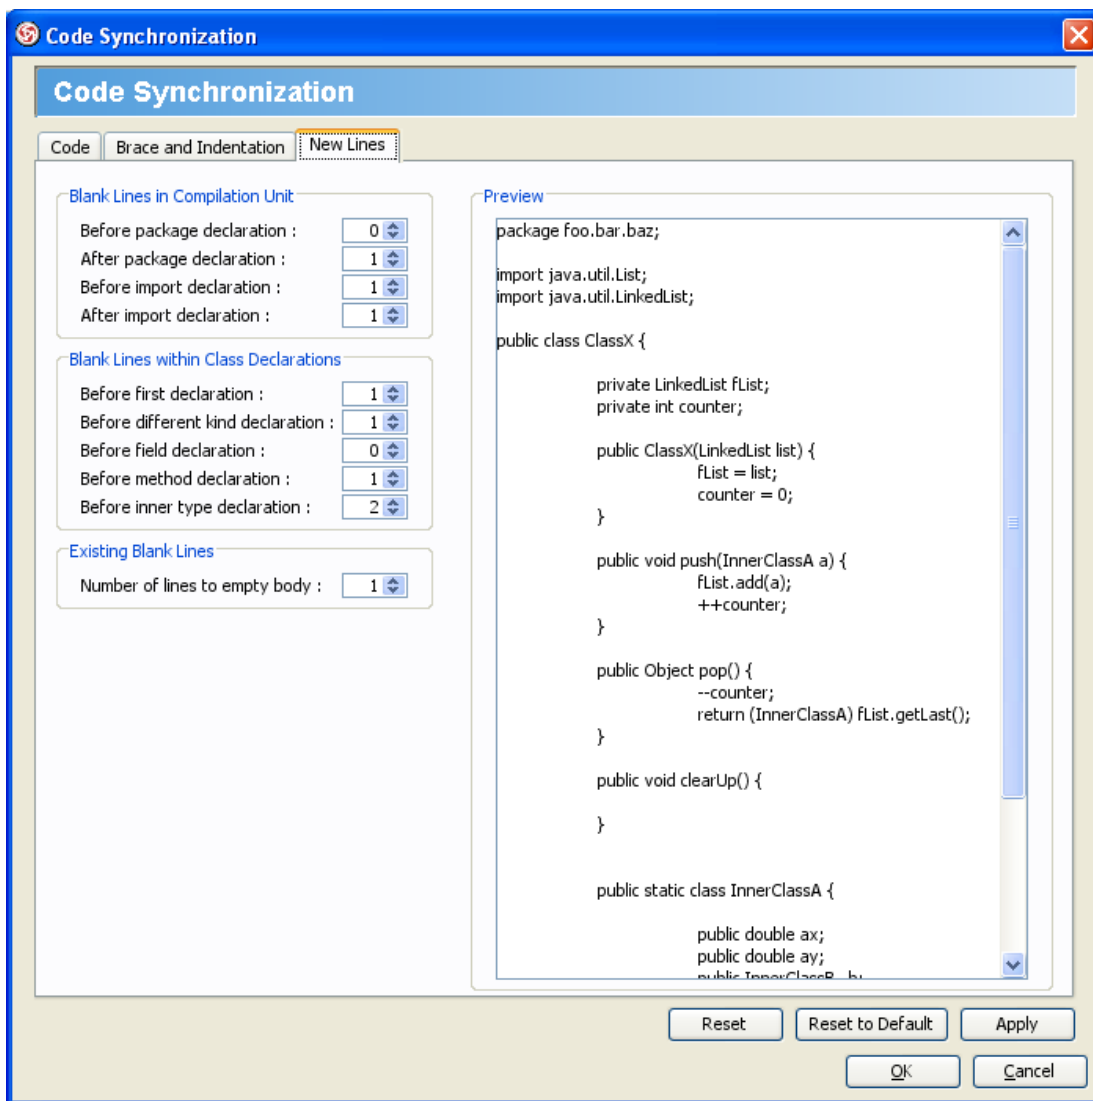 Code Synchronization
Code Synchronization
Code
Brace and Indentation
New Lines
Blank Lines in Compilation Unit
Before package declaration : 0
After package declaration : 1
Before import declaration : 1
After import declaration : 1
Blank Lines within Class Declarations
Before first declaration : 1
Before different kind declaration : 1
Before field declaration : 0
Before method declaration : 1
Before inner type declaration : 2
Existing Blank Lines
Number of lines to empty body : 1
Preview
package foo.bar.baz;
import java.util.List;
import java.util.LinkedList;
public class ClassX {
private LinkedList fList;
private int counter;
public ClassX(LinkedList list) {
fList = list;
counter = 0;
}
public void push(InnerClassA a) {
fList.add(a);
++counter;
}
public Object pop() {
--counter;
return (InnerClassA) fList.getLast();
}
public void clearUp() {
}
public static class InnerClassA {
public double ax;
public double ay;
public InnerClassB
Reset
Reset to Default
Apply
OK
Cancel